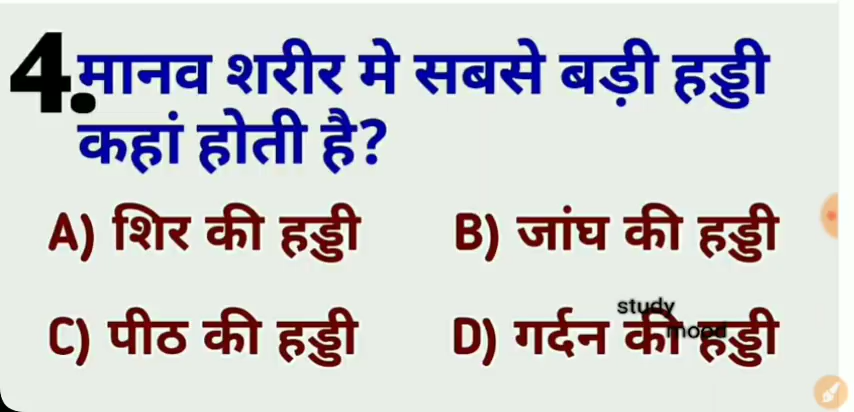 4.मानव शरीर मे सबसे बड़ी हड्डी
कहां होती है?
A) शिर की हड्डी B) जांघ की हड्डी
C) पीठ की हड्डी D) गर्दन की हड्डी
study
mood